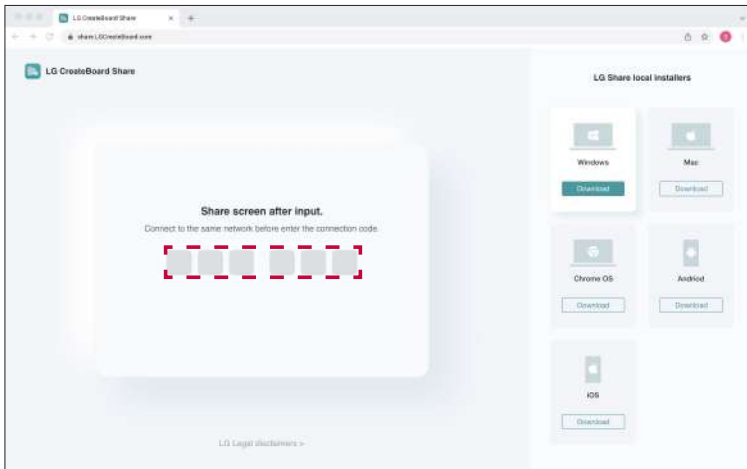 LG CreateBoard Share
share.LGCreateBoard.com
LG CreateBoard Share
Share screen after input.
Connect to the same network before enter the connection code.
LG Legal disclaimers >
LG Share local installers
Windows
Download
Mac
Download
Chrome OS
Download
Andriod
Download
iOS
Download